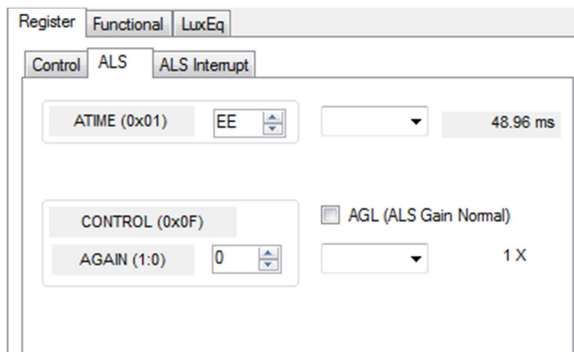 Register Functional LuxEq
Control ALS ALS Interrupt
ATIME (0x01) EE 48.96 ms
CONTROL (0x0F) AGL (ALS Gain Normal)
AGAIN (1:0) 0 1 X